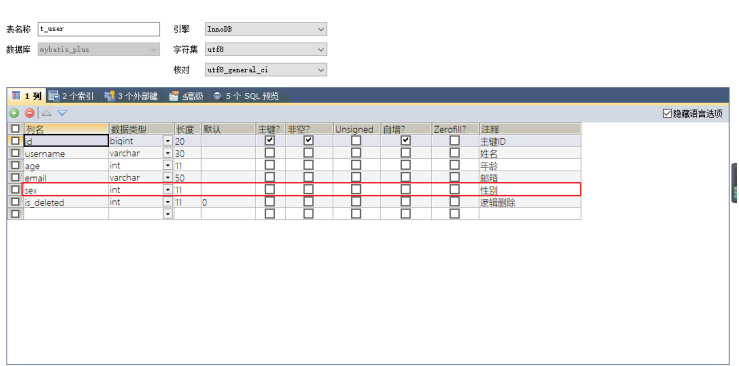 表名称 t_user 引擎 InnoDB
数据库 mybatis_plus 字符集 utf8
核对 utf8_general_ci
1 列 2 个索引 3 个外部键 4高级 5 个 SQL 预览
隐藏语言选项
列名 数据类型 长度 默认 主键? 非空? Unsigned 自增? Zerofill? 注释
id bigint 20 主键ID
username varchar 30 姓名
age int 11 年龄
email varchar 50 邮箱
sex int 11 性别
is_deleted int 11 0 逻辑删除